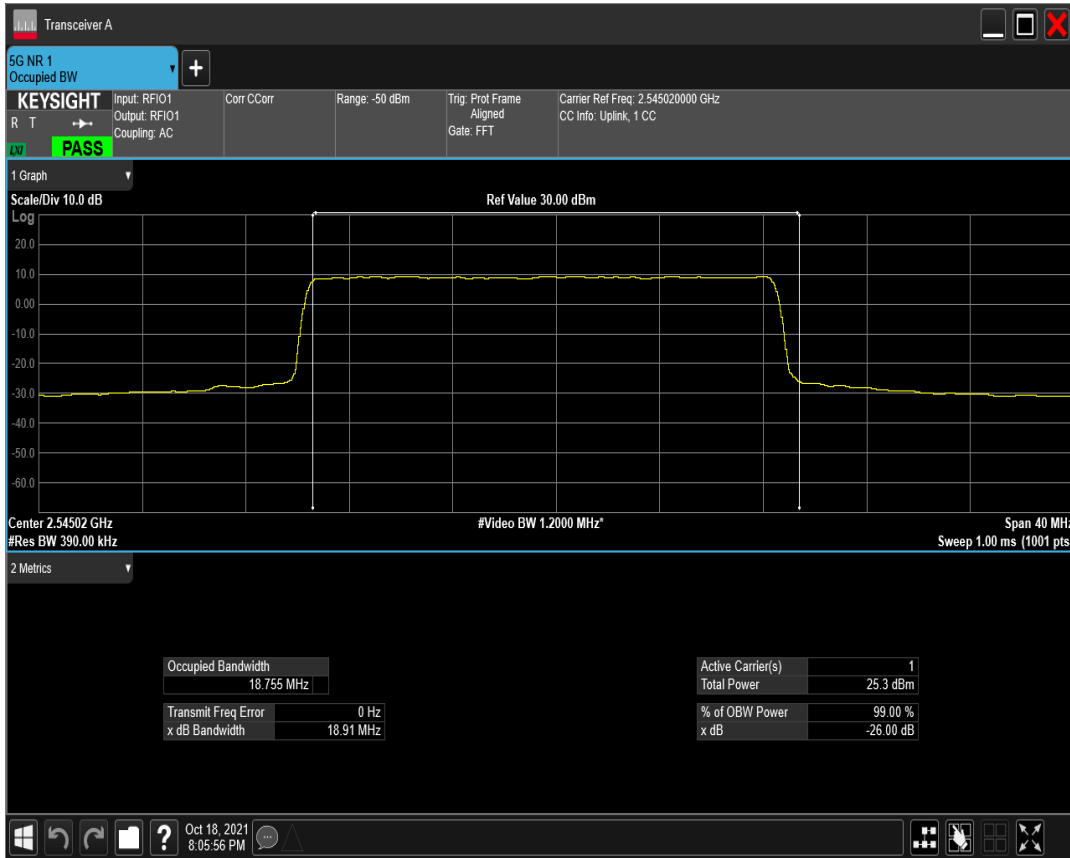 Transceiver A
5G NR 1
Occupied BW
KEYSIGHT
R T
LXI
PASS
Input: RFIO1
Output: RFIO1
Coupling: AC
Corr CCorr
Range: -50 dBm
Trig: Prot Frame
Aligned
Gate: FFT
Carrier Ref Freq: 2.545020000 GHz
CC Info: Uplink, 1 CC
1 Graph
Scale/Div 10.0 dB
Ref Value 30.00 dBm
Log
20.0
10.0
0.00
-10.0
-20.0
-30.0
-40.0
-50.0
-60.0
Center 2.54502 GHz
#Video BW 1.2000 MHz*
Span 40 MHz
#Res BW 390.00 kHz
Sweep 1.00 ms (1001 pts
2 Metrics
Occupied Bandwidth
18.755 MHz
Transmit Freq Error 0 Hz
x dB Bandwidth 18.91 MHz
Active Carrier(s) 1
Total Power 25.3 dBm
% of OBW Power 99.00 %
x dB -26.00 dB
?
Oct 18, 2021
8:05:56 PM